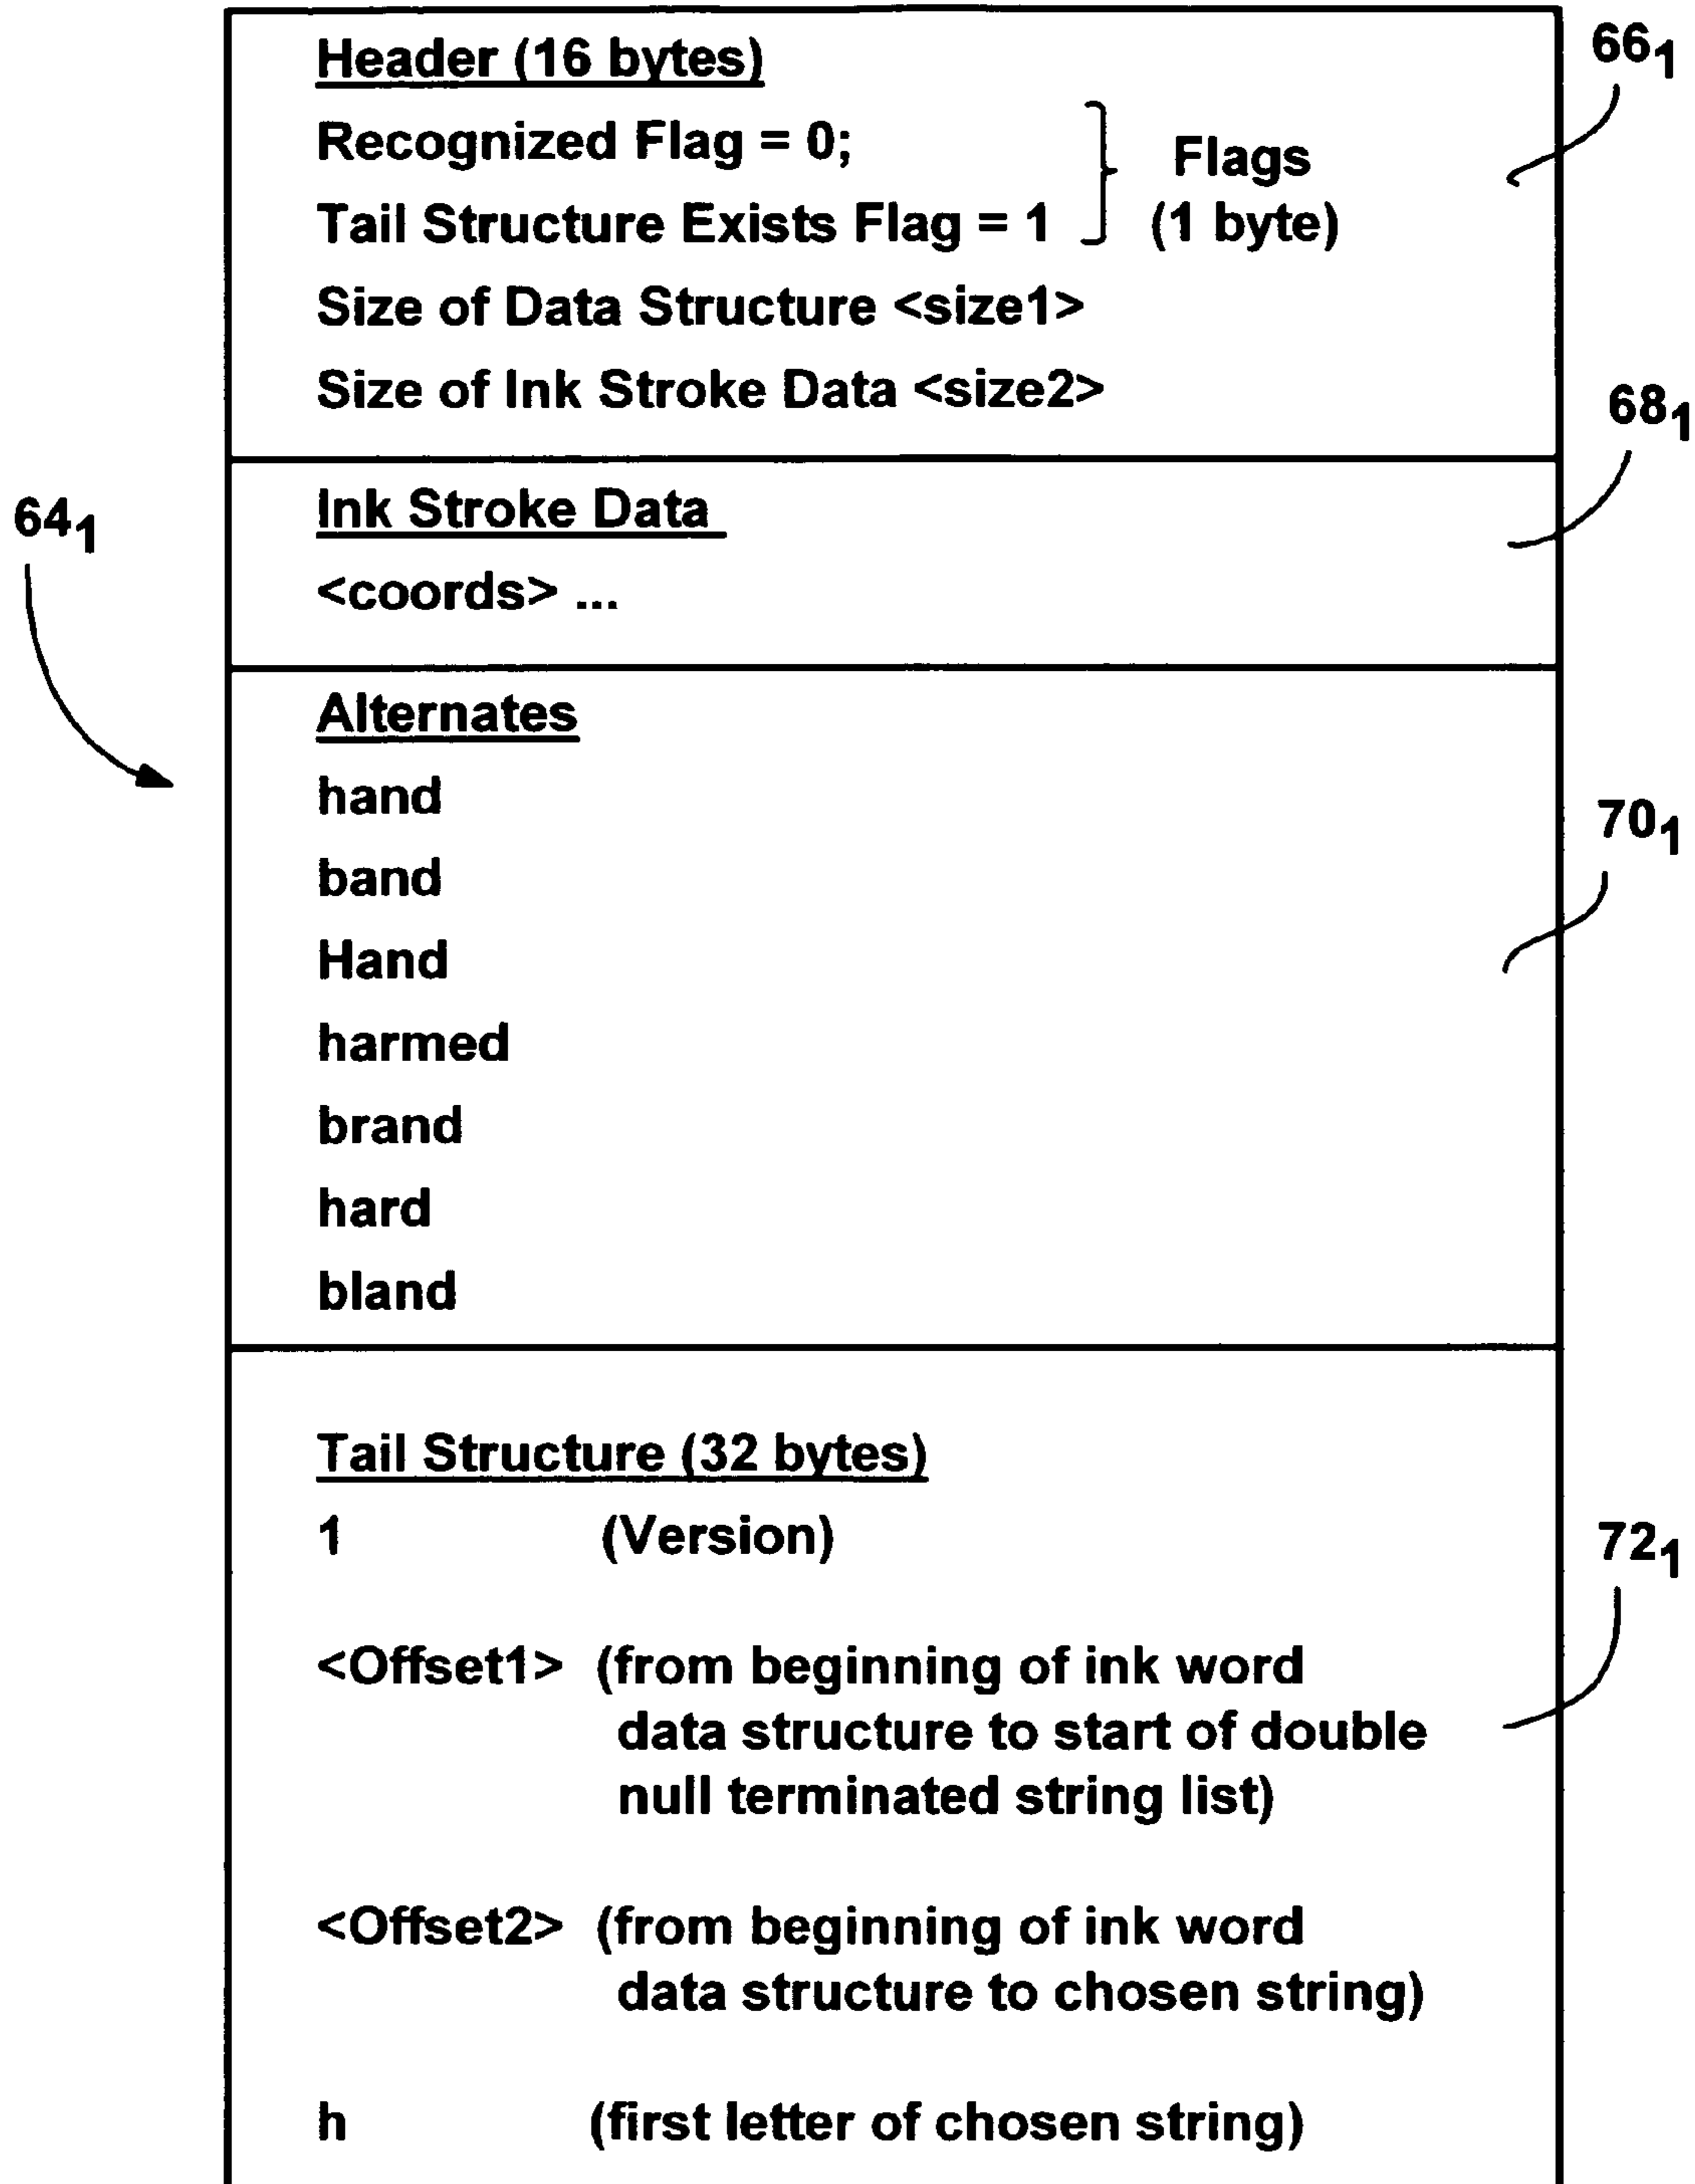 Header (16 bytes)
Recognized Flag = 0;
Tail Structure Exists Flag = 1
Flags
(1 byte)
Size of Data Structure <size1>
Size of Ink Stroke Data <size2>
66₁
Ink Stroke Data
<coords> ...
68₁
64₁
Alternates
hand
band
Hand
harmed
brand
hard
bland
70₁
Tail Structure (32 bytes)
1 (Version)
<Offset1> (from beginning of ink word
data structure to start of double
null terminated string list)
<Offset2> (from beginning of ink word
data structure to chosen string)
h (first letter of chosen string)
72₁